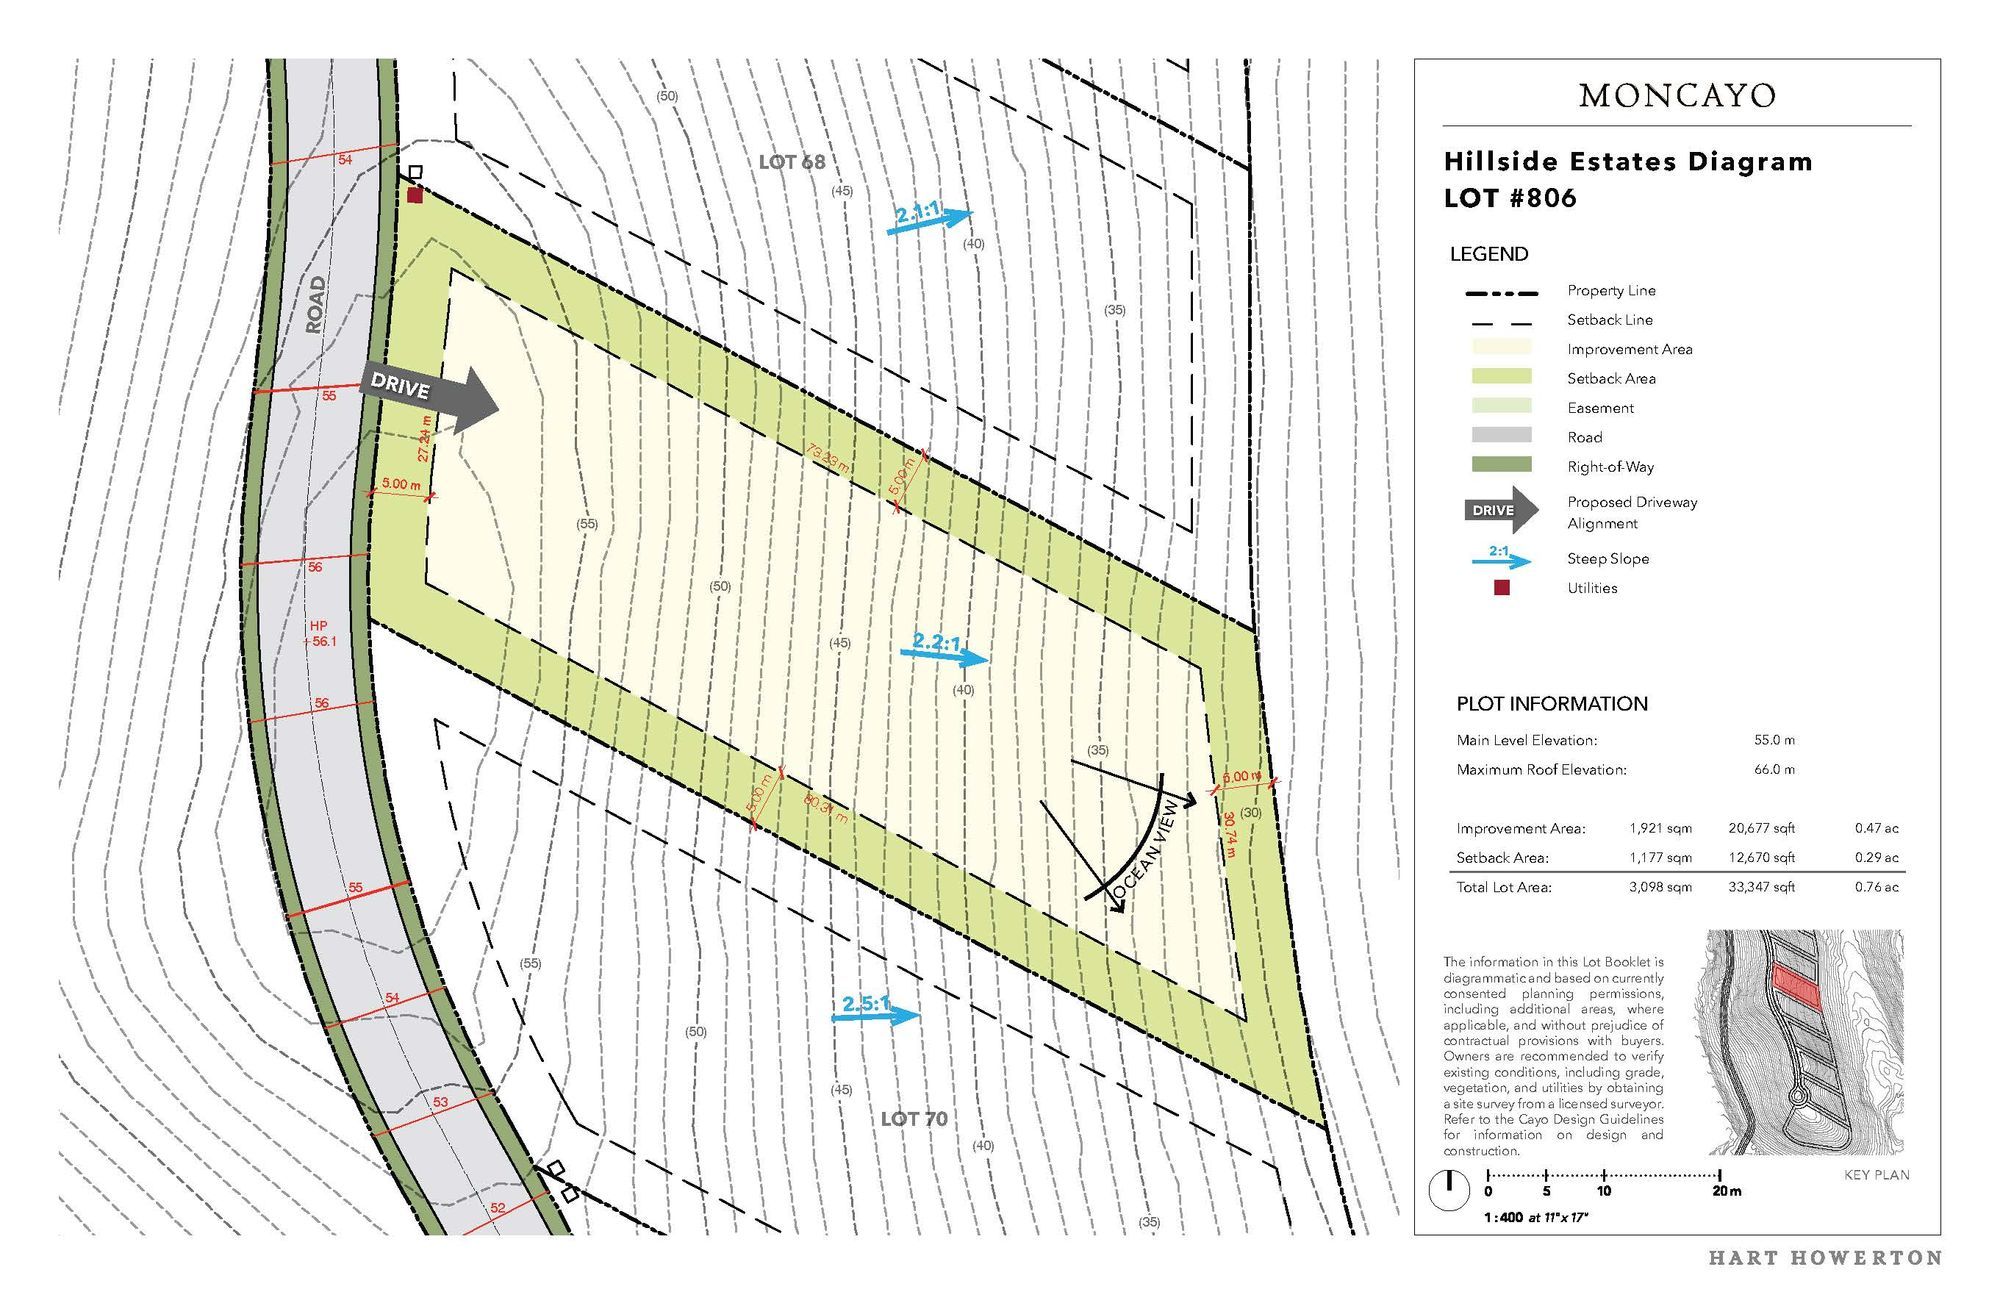 (50)
LOT 68
54
(45)
2.1:1
(40)
ROAD
(35)
DRIVE
55
27.24 m
73.23 m
5.00 m
5.00 m
(55)
56
(50)
HP
+56.1
(45)
2.2:1
(40)
56
(35)
5.00 m
5.00 m
80.31 m
(30)
30.74 m
OCEAN VIEW
55
(55)
54
2.5:1
(50)
(45)
53
LOT 70
(40)
52
(35)
MONCAYO
Hillside Estates Diagram
LOT #806
LEGEND
Property Line
Setback Line
Improvement Area
Setback Area
Easement
Road
Right-of-Way
DRIVE Proposed Driveway
Alignment
2:1 Steep Slope
Utilities
PLOT INFORMATION
Main Level Elevation: 55.0 m
Maximum Roof Elevation: 66.0 m
Improvement Area: 1,921 sqm 20,677 sqft 0.47 ac
Setback Area: 1,177 sqm 12,670 sqft 0.29 ac
Total Lot Area: 3,098 sqm 33,347 sqft 0.76 ac
The information in this Lot Booklet is
diagrammatic and based on currently
consented planning permissions,
including additional areas, where
applicable, and without prejudice of
contractual provisions with buyers.
Owners are recommended to verify
existing conditions, including grade,
vegetation, and utilities by obtaining
a site survey from a licensed surveyor.
Refer to the Cayo Design Guidelines
for information on design and
construction.
KEY PLAN
0 5 10 20m
1:400 at 11"x 17"
HART HOWERTON